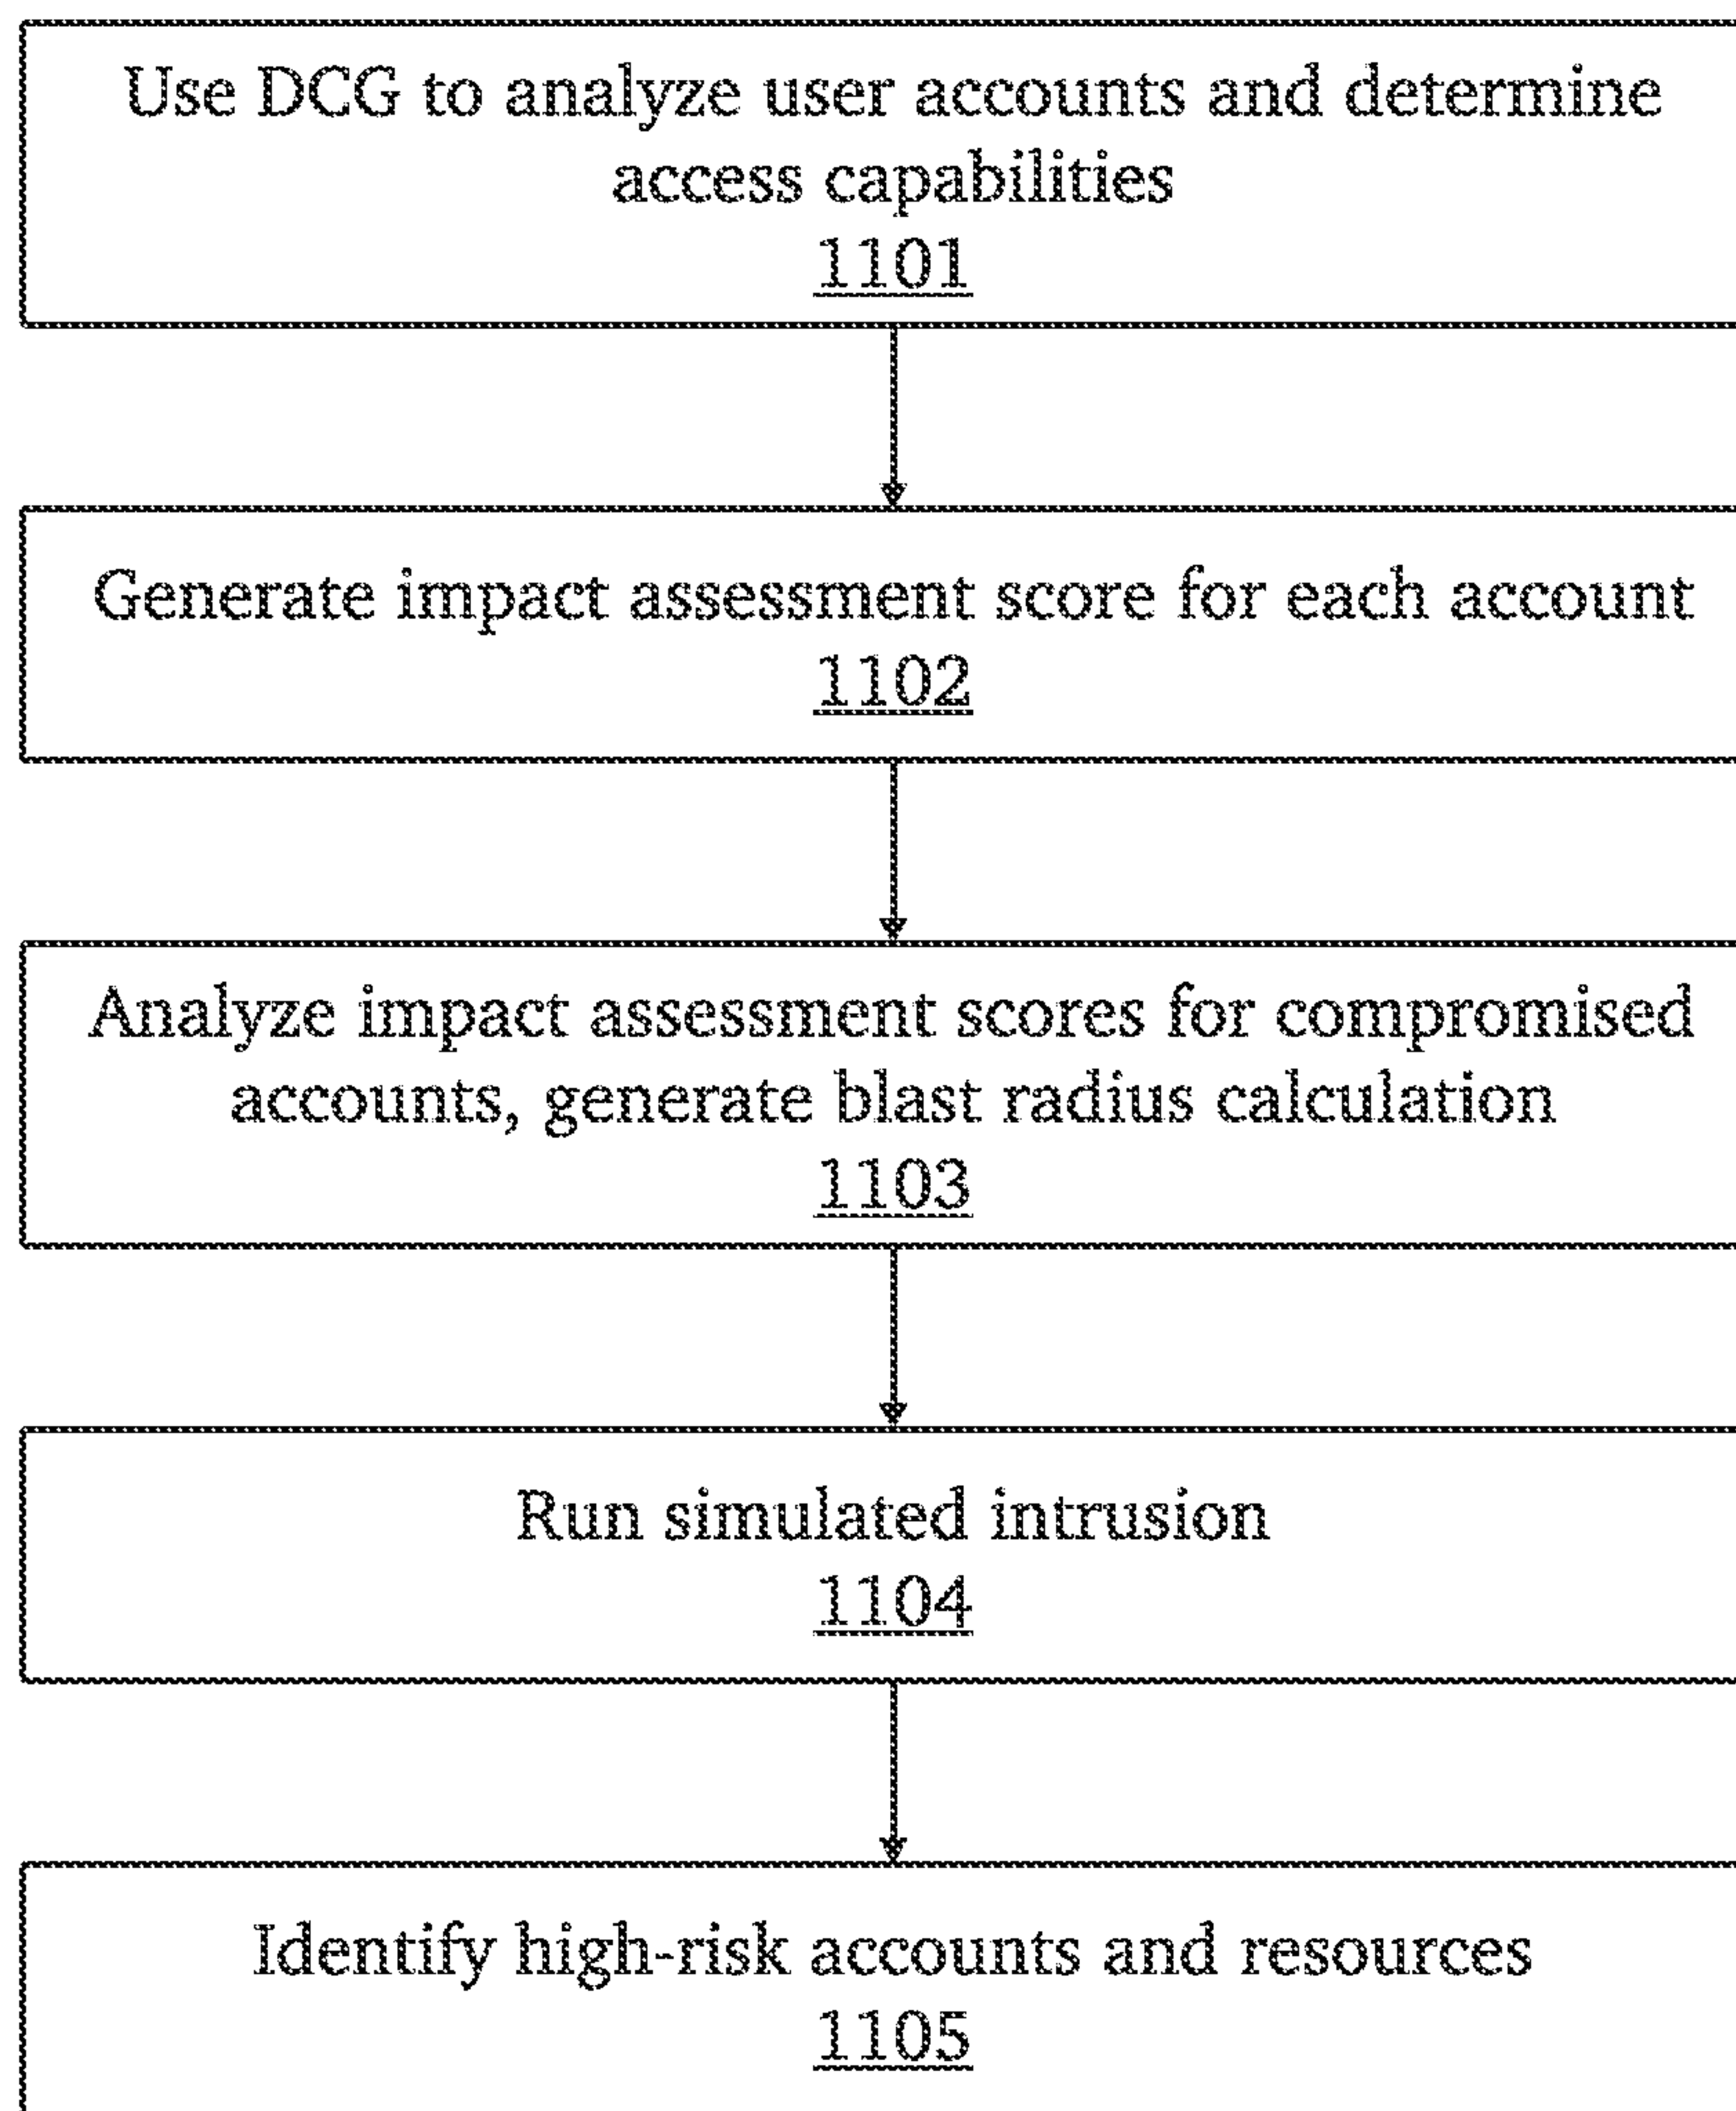 Use DCG to analyze user accounts and determine
access capabilities
1101
Generate impact assessment score for each account
1102
Analyze impact assessment scores for compromised
accounts, generate blast radius calculation
1103
Run simulated intrusion
1104
Identify high-risk accounts and resources
1105